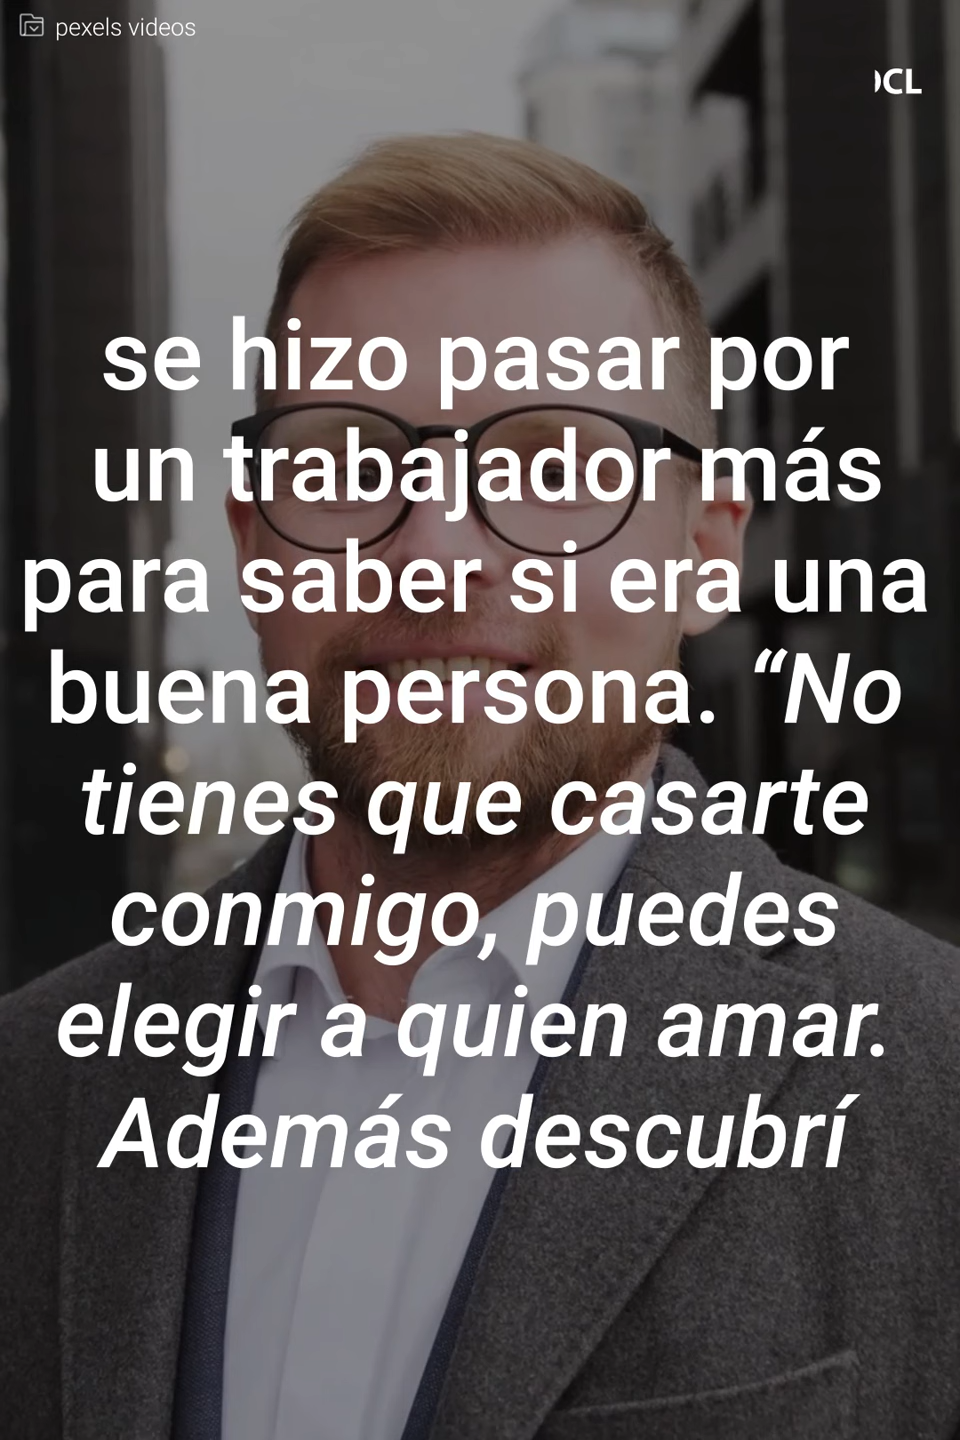 pexels videos
CL
se hizo pasar por
un trabajador más
para saber si era una
buena persona. “No
tienes que casarte
conmigo, puedes
elegir a quien amar.
Además descubrí